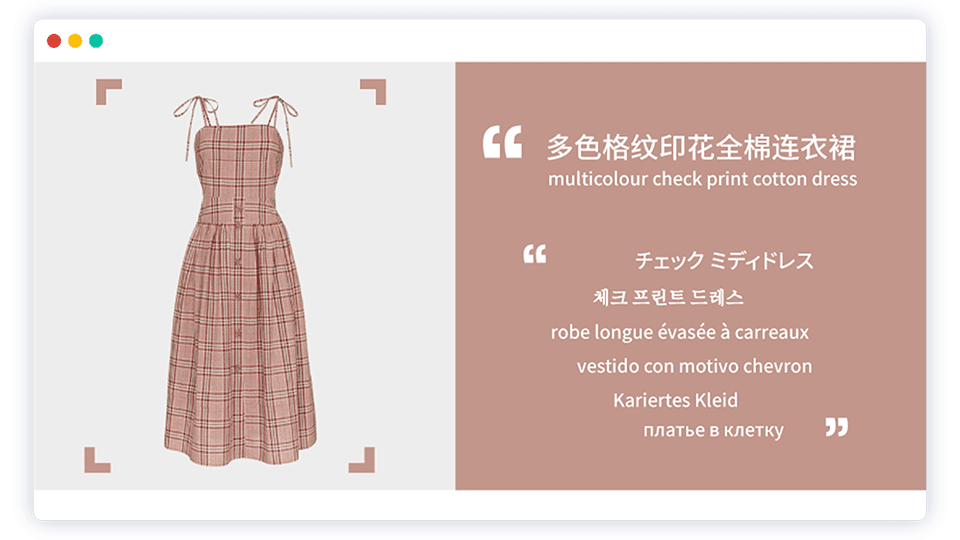 “ 多色格纹印花全棉连衣裙
multicolour check print cotton dress
“ チェック ミディドレス
체크 프린트 드레스
robe longue évasée à carreaux
vestido con motivo chevron
Kariertes Kleid
платье в клетку ”